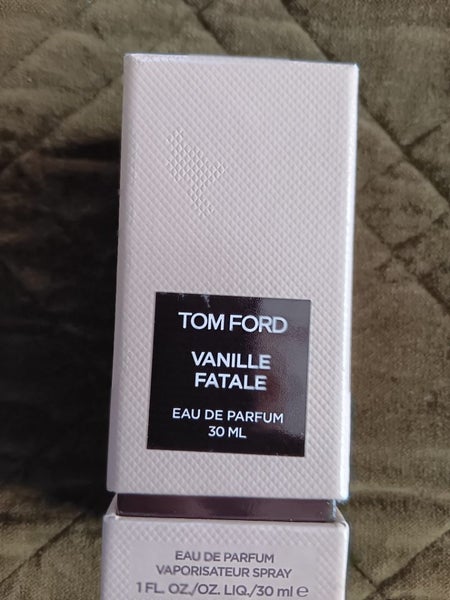 TOM FORD
VANILLE
FATALE
EAU DE PARFUM
30 ML
EAU DE PARFUM
VAPORISATEUR SPRAY
1 FL. OZ./OZ. LIQ./30 ml ℮